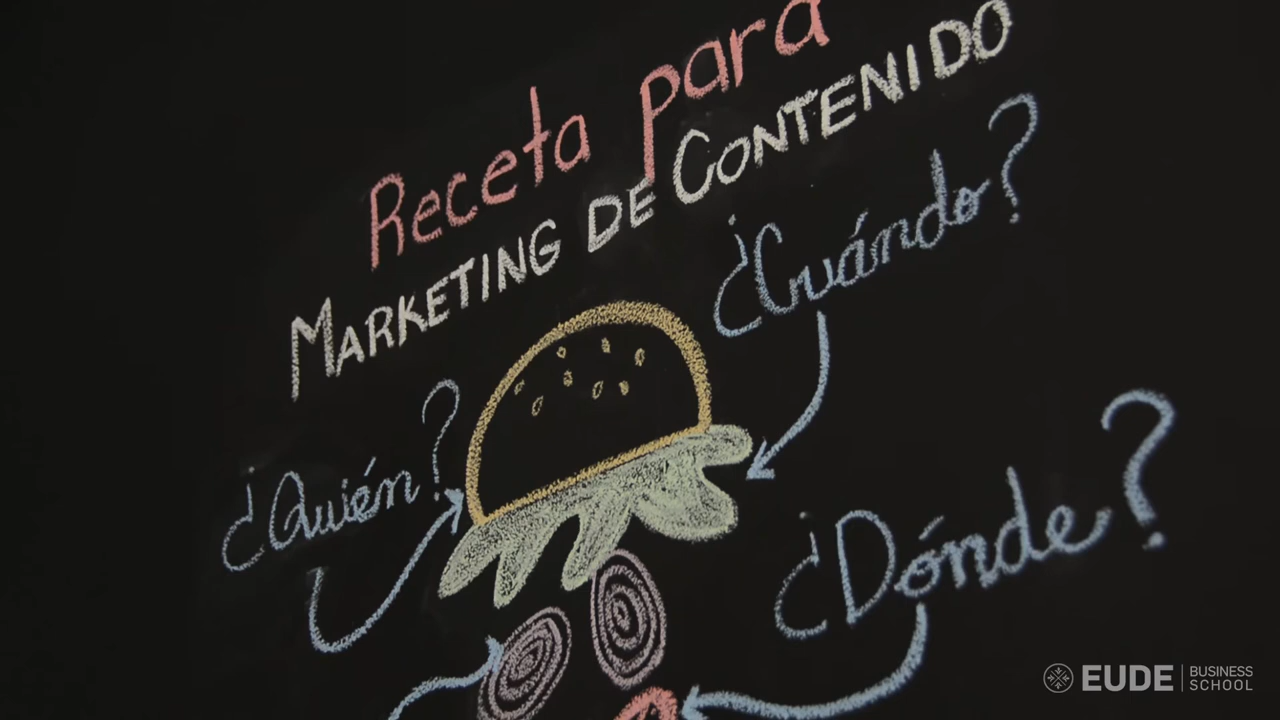 Receta para
MARKETING DE CONTENIDO
¿Cuándo?
¿Quién?
¿Dónde?
EUDE BUSINESS SCHOOL